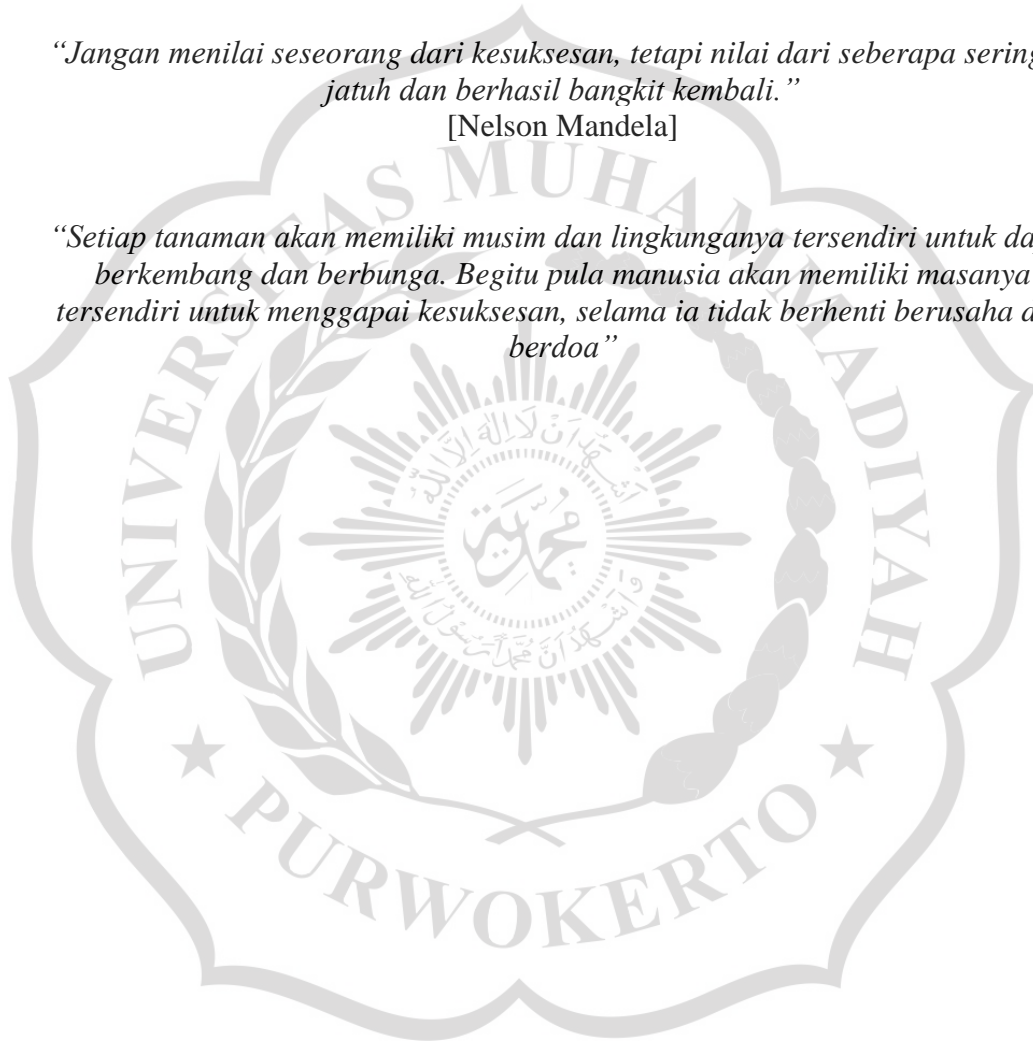 “Jangan menilai seseorang dari kesuksesan, tetapi nilai dari seberapa sering
jatuh dan berhasil bangkit kembali.”
[Nelson Mandela]
“Setiap tanaman akan memiliki musim dan lingkunganya tersendiri untuk
berkembang dan berbunga. Begitu pula manusia akan memiliki masanya
tersendiri untuk menggapai kesuksesan, selama ia tidak berhenti berusaha
berdoa”
UNIVERSITAS MUHAMMADIYAH
PURWOKERTO